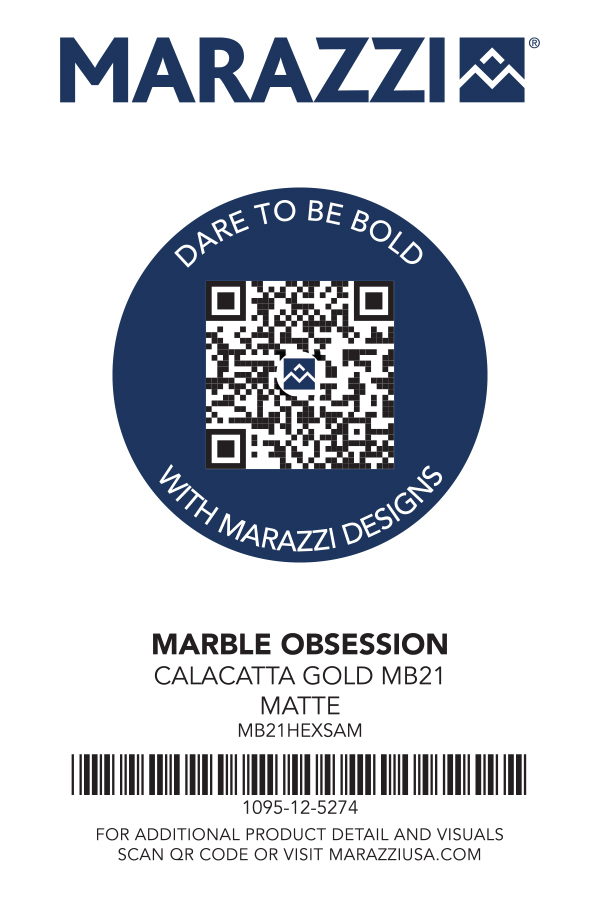 MARAZZI®
DARE TO BE BOLD
WITH MARAZZI DESIGNS
MARBLE OBSESSION
CALACATTA GOLD MB21
MATTE
MB21HEXSAM
1095-12-5274
FOR ADDITIONAL PRODUCT DETAIL AND VISUALS
SCAN QR CODE OR VISIT MARAZZIUSA.COM